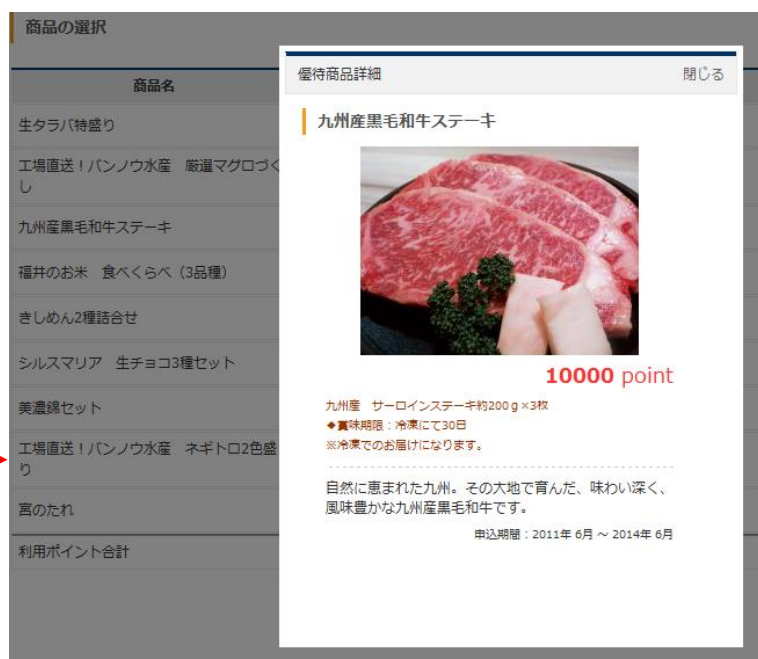 商品の選択
商品名
生タラバ特盛り
工場直送！バンノウ水産　厳選マグロづく
し
九州産黒毛和牛ステーキ
福井のお米　食べくらべ（3品種）
きしめん2種詰合せ
シルスマリア　生チョコ3種セット
美濃錦セット
工場直送！バンノウ水産　ネギトロ2色盛
り
宮のたれ
利用ポイント合計
優待商品詳細
閉じる
九州産黒毛和牛ステーキ
10000 point
九州産　サーロインステーキ約200ｇ×3枚
◆賞味期限：冷凍にて30日
※冷凍でのお届けになります。
自然に恵まれた九州。その大地で育んだ、味わい深く、
風味豊かな九州産黒毛和牛です。
申込期間：2011年 6月 ～ 2014年 6月